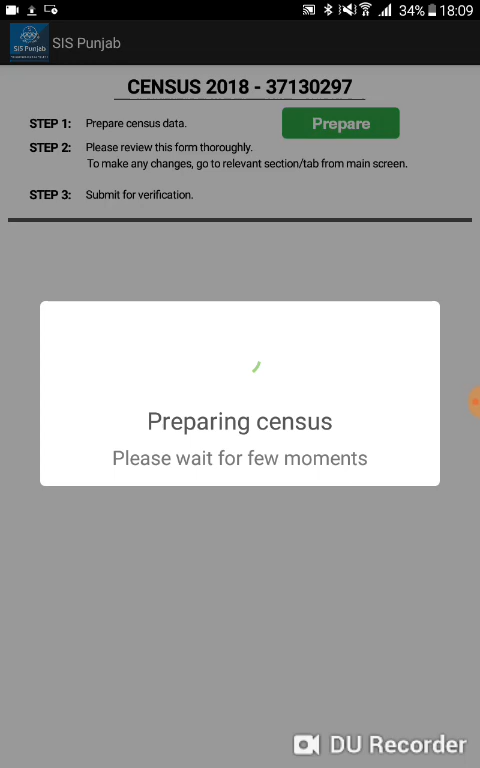 34% 18:09
SIS Punjab
SIS Punjab
CENSUS 2018 - 37130297
STEP 1: Prepare census data. Prepare
STEP 2: Please review this form thoroughly.
To make any changes, go to relevant section/tab from main screen.
STEP 3: Submit for verification.
Preparing census
Please wait for few moments
DU Recorder